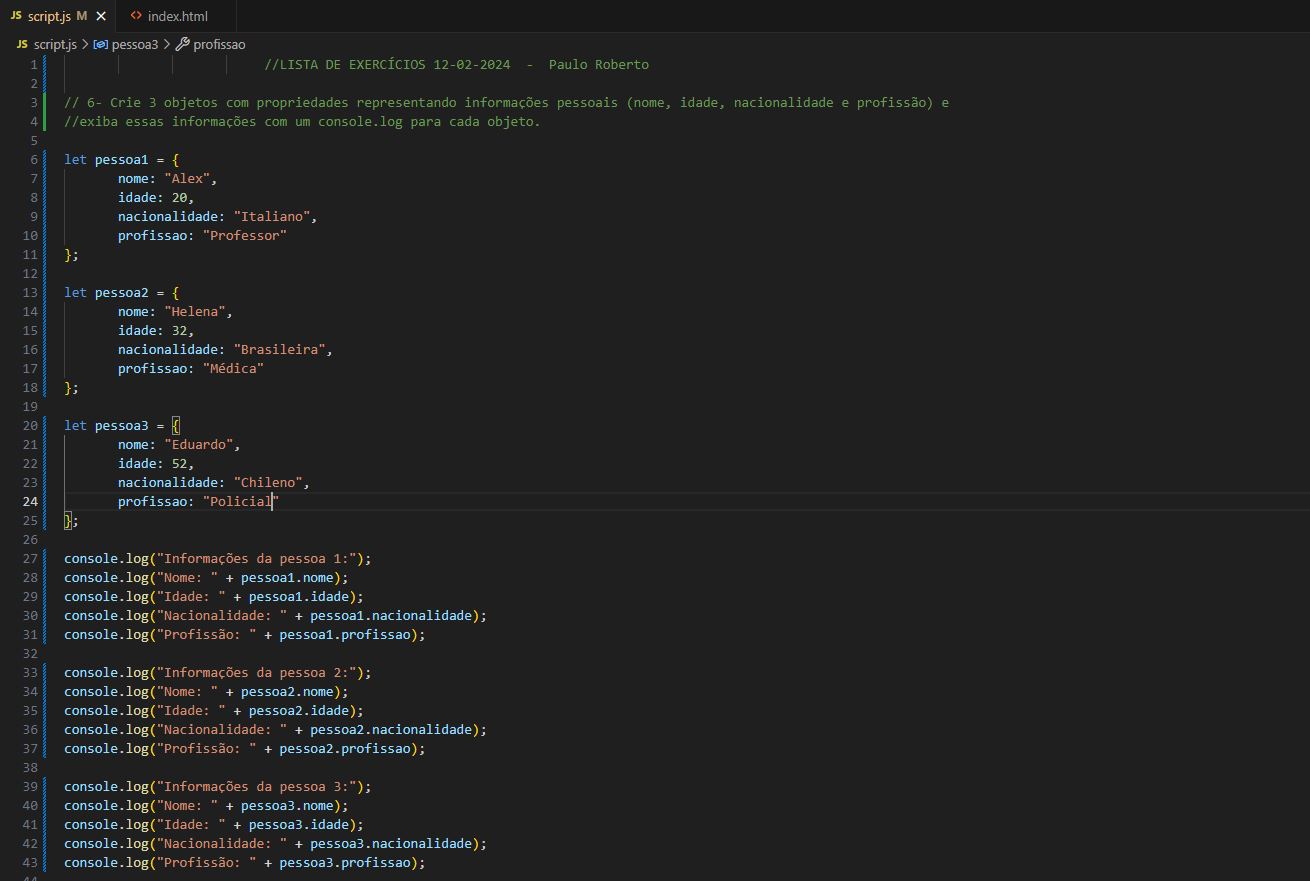 JS script.js M × <> index.html
JS script.js > pessoa3 > profissao
1 //LISTA DE EXERCÍCIOS 12-02-2024 - Paulo Roberto
2
3 // 6- Crie 3 objetos com propriedades representando informações pessoais (nome, idade, nacionalidade e profissão) e
4 //exiba essas informações com um console.log para cada objeto.
5
6 let pessoa1 = {
7 nome: "Alex",
8 idade: 20,
9 nacionalidade: "Italiano",
10 profissao: "Professor"
11 };
12
13 let pessoa2 = {
14 nome: "Helena",
15 idade: 32,
16 nacionalidade: "Brasileira",
17 profissao: "Médica"
18 };
19
20 let pessoa3 = {
21 nome: "Eduardo",
22 idade: 52,
23 nacionalidade: "Chileno",
24 profissao: "Policial"
25 };
26
27 console.log("Informações da pessoa 1:");
28 console.log("Nome: " + pessoa1.nome);
29 console.log("Idade: " + pessoa1.idade);
30 console.log("Nacionalidade: " + pessoa1.nacionalidade);
31 console.log("Profissão: " + pessoa1.profissao);
32
33 console.log("Informações da pessoa 2:");
34 console.log("Nome: " + pessoa2.nome);
35 console.log("Idade: " + pessoa2.idade);
36 console.log("Nacionalidade: " + pessoa2.nacionalidade);
37 console.log("Profissão: " + pessoa2.profissao);
38
39 console.log("Informações da pessoa 3:");
40 console.log("Nome: " + pessoa3.nome);
41 console.log("Idade: " + pessoa3.idade);
42 console.log("Nacionalidade: " + pessoa3.nacionalidade);
43 console.log("Profissão: " + pessoa3.profissao);
44